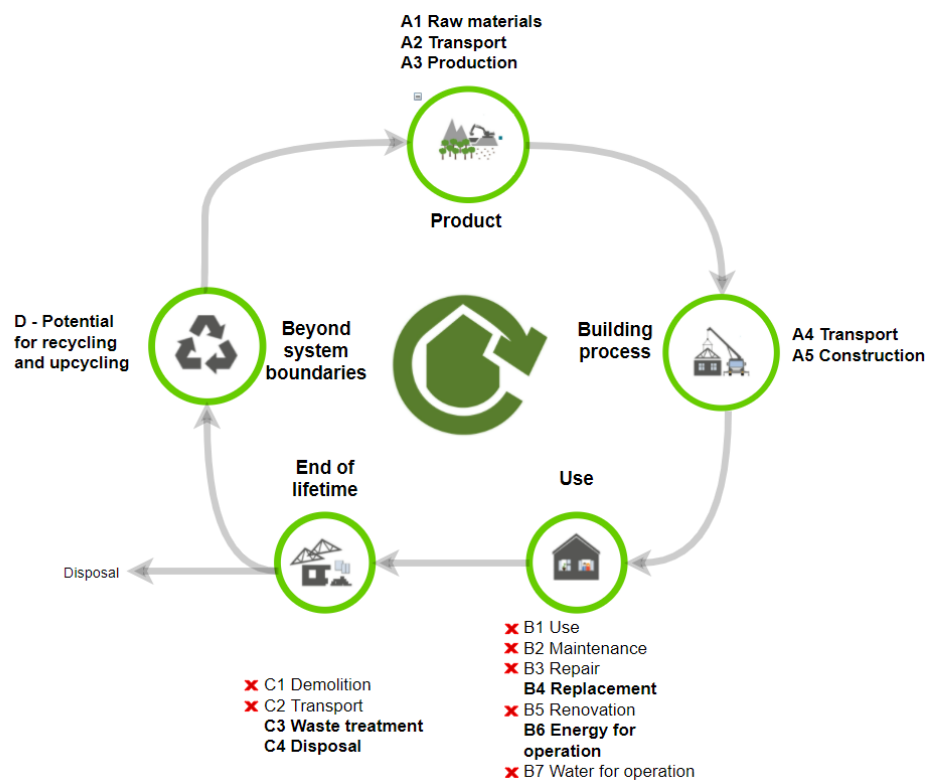 A1 Raw materials
A2 Transport
A3 Production
Product
D - Potential
for recycling
and upcycling
Beyond
system
boundaries
Building
process
A4 Transport
A5 Construction
End of
lifetime
Use
Disposal
C1 Demolition
C2 Transport
C3 Waste treatment
C4 Disposal
B1 Use
B2 Maintenance
B3 Repair
B4 Replacement
B5 Renovation
B6 Energy for
operation
B7 Water for operation